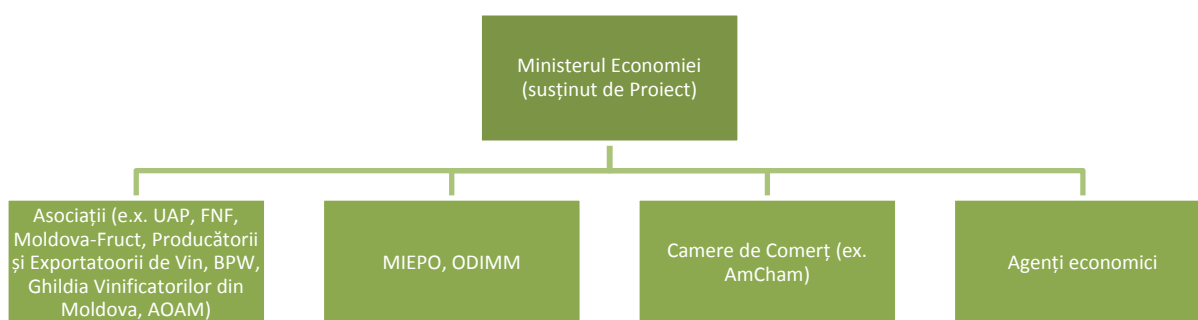 Ministerul Economiei
(susținut de Proiect)
Asociații (e.x. UAP, FNF,
Moldova-Fruct, Producătorii
și Exportatoorii de Vin, BPW,
Ghildia Vinificatorilor din
Moldova, AOAM)
MIEPO, ODIMM
Camere de Comerț (ex.
AmCham)
Agenți economici